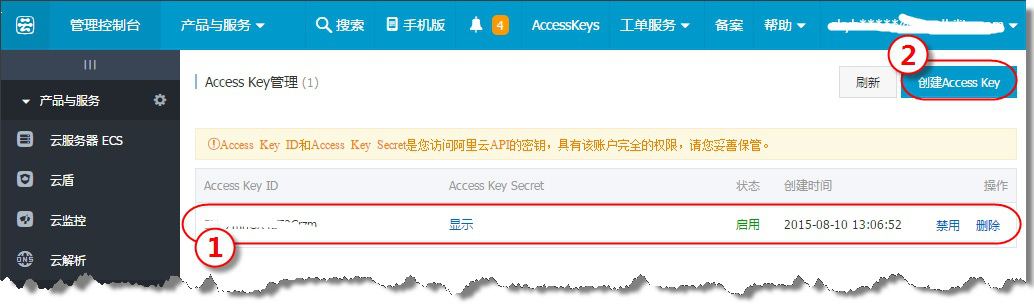 管理控制台 产品与服务 搜索 手机版 4 AccessKeys 工单服务 备案 帮助
2
Access Key管理 (1) 刷新 创建Access Key
产品与服务
云服务器 ECS
云盾
云监控
云解析
Access Key ID和Access Key Secret是您访问阿里云API的密钥，具有该账户完全的权限，请您妥善保管。
Access Key ID Access Key Secret 状态 创建时间 操作
显示 启用 2015-08-10 13:06:52 禁用 删除
1
DNS